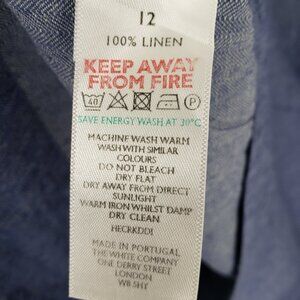 12
100% LINEN
KEEP AWAY
FROM FIRE
40 P
SAVE ENERGY WASH AT 30°C
MACHINE WASH WARM
WASH WITH SIMILAR
COLOURS
DO NOT BLEACH
DRY FLAT
DRY AWAY FROM DIRECT
SUNLIGHT
WARM IRON WHILST DAMP
DRY CLEAN
HECRKDDI
MADE IN PORTUGAL
THE WHITE COMPANY
ONE DERRY STREET
LONDON
W8 5HY